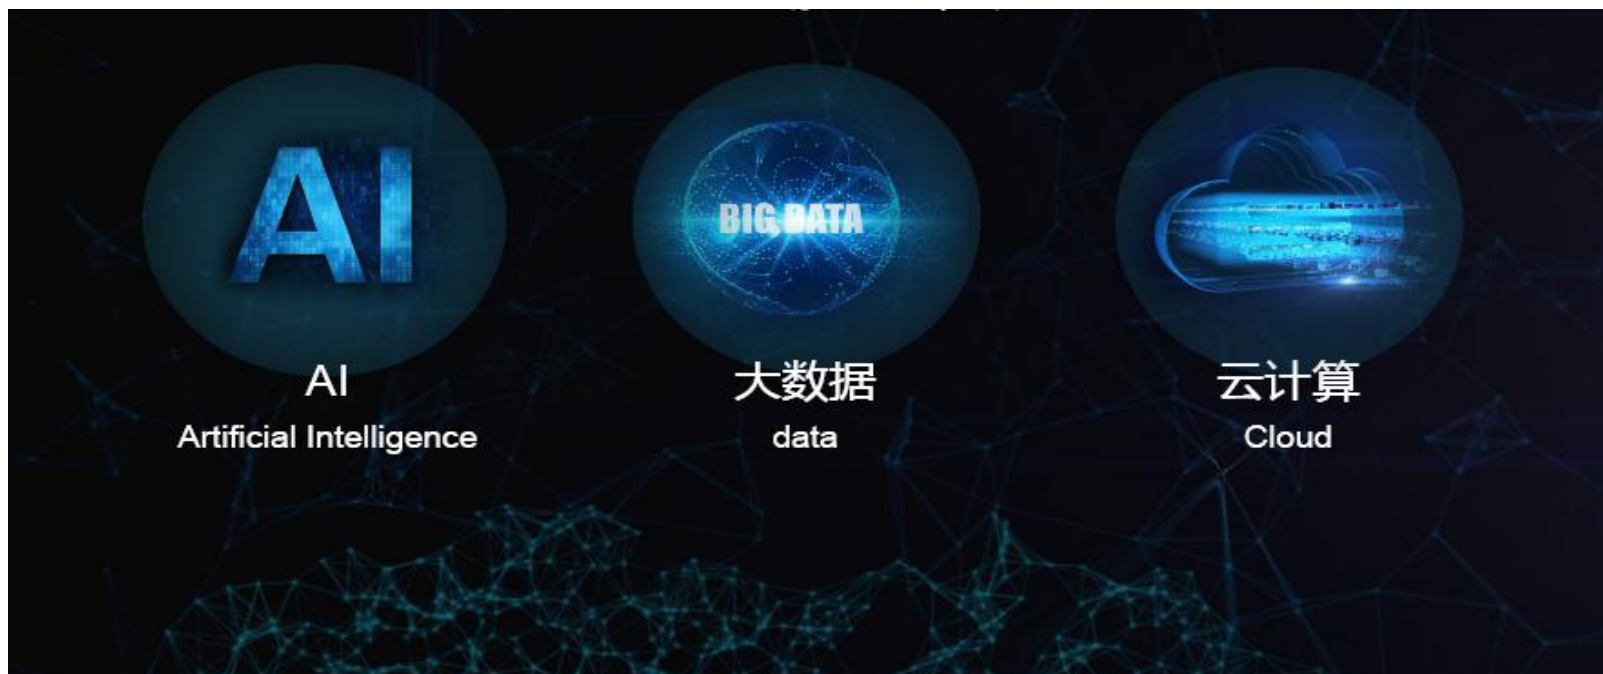 AI
BIG DATA
AI
Artificial Intelligence
大数据
data
云计算
Cloud